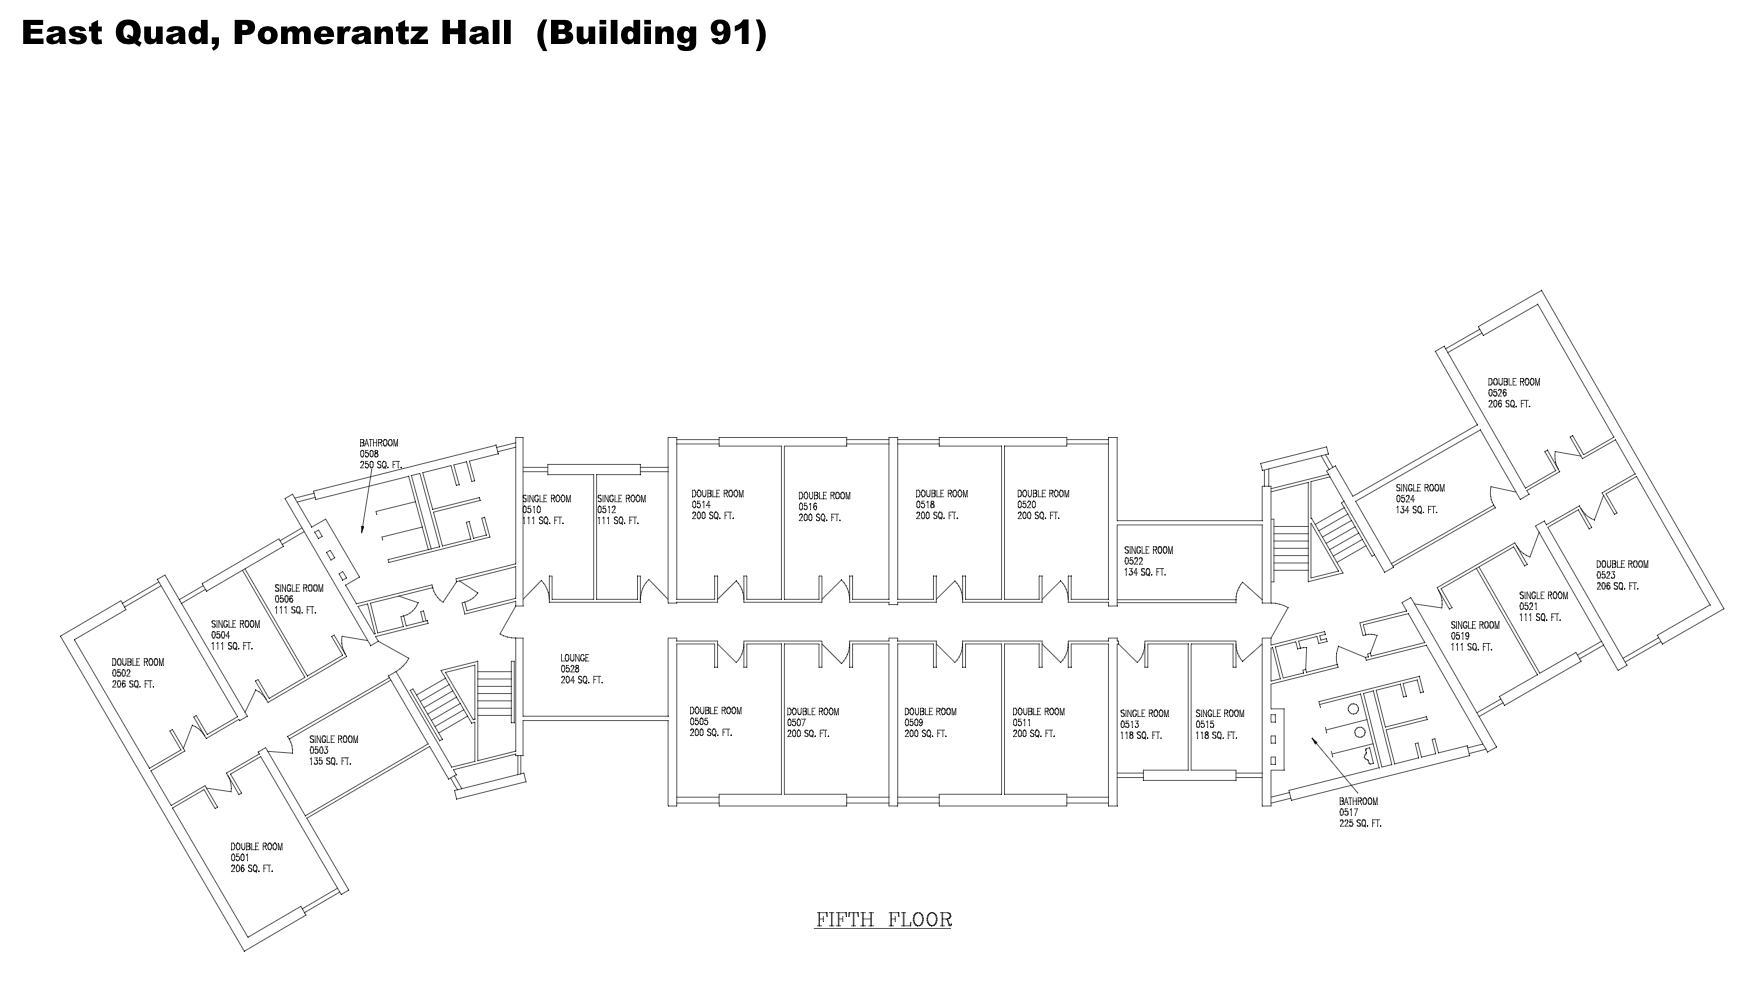 East Quad, Pomerantz Hall (Building 91)
DOUBLE ROOM
0526
206 SQ. FT.
BATHROOM
0508
250 SQ. FT.
SINGLE ROOM
0510
111 SQ. FT.
SINGLE ROOM
0512
111 SQ. FT.
DOUBLE ROOM
0514
200 SQ. FT.
DOUBLE ROOM
0516
200 SQ. FT.
DOUBLE ROOM
0518
200 SQ. FT.
DOUBLE ROOM
0520
200 SQ. FT.
SINGLE ROOM
0524
134 SQ. FT.
SINGLE ROOM
0522
134 SQ. FT.
DOUBLE ROOM
0523
206 SQ. FT.
SINGLE ROOM
0506
111 SQ. FT.
SINGLE ROOM
0521
111 SQ. FT.
SINGLE ROOM
0504
111 SQ. FT.
SINGLE ROOM
0519
111 SQ. FT.
DOUBLE ROOM
0502
206 SQ. FT.
LOUNGE
0528
204 SQ. FT.
SINGLE ROOM
0503
135 SQ. FT.
DOUBLE ROOM
0505
200 SQ. FT.
DOUBLE ROOM
0507
200 SQ. FT.
DOUBLE ROOM
0509
200 SQ. FT.
DOUBLE ROOM
0511
200 SQ. FT.
SINGLE ROOM
0513
118 SQ. FT.
SINGLE ROOM
0515
118 SQ. FT.
BATHROOM
0517
225 SQ. FT.
DOUBLE ROOM
0501
206 SQ. FT.
FIFTH FLOOR